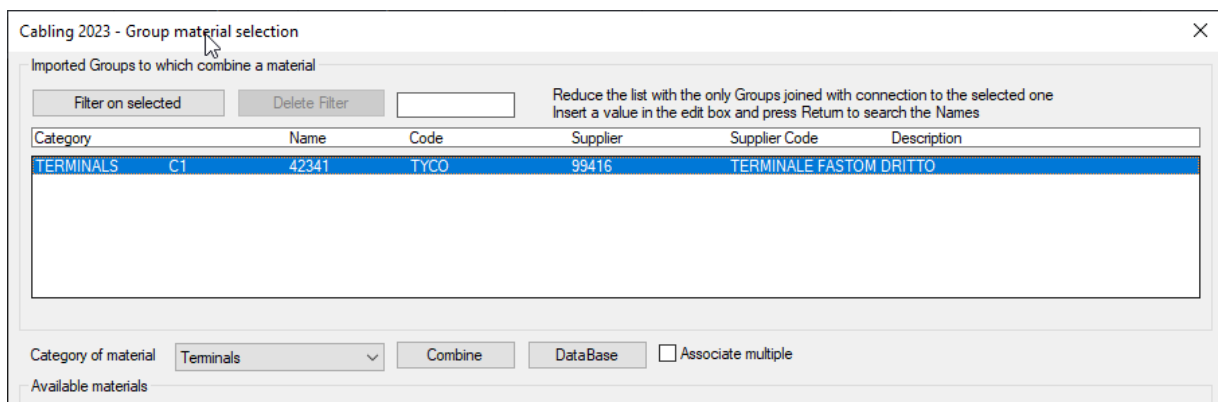 Cabling 2023 - Group material selection
Imported Groups to which combine a material
Filter on selected Delete Filter
Reduce the list with the only Groups joined with connection to the selected one
Insert a value in the edit box and press Return to search the Names
Category Name Code Supplier Supplier Code Description
TERMINALS C1 42341 TYCO 99416 TERMINALE FASTOM DRITTO
Category of material Terminals Combine DataBase Associate multiple
Available materials